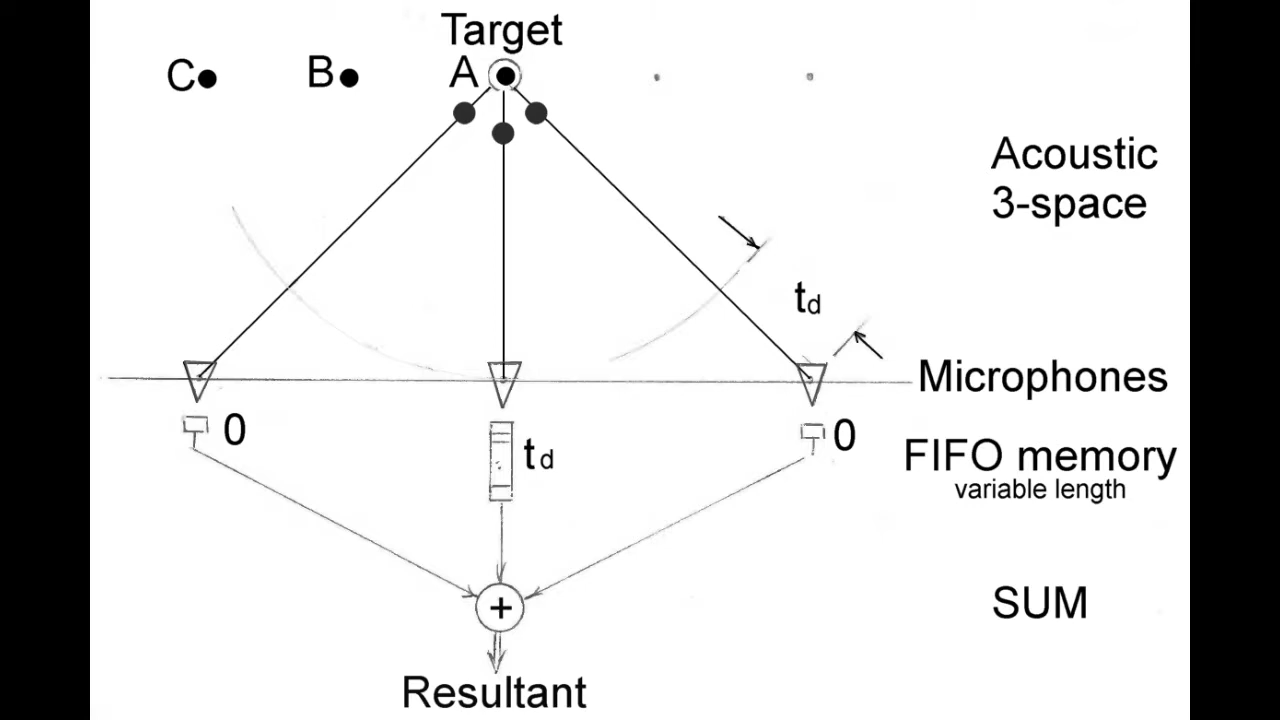 Target
C B A
Acoustic
3-space
td
Microphones
0 td 0
FIFO memory
variable length
+
SUM
Resultant